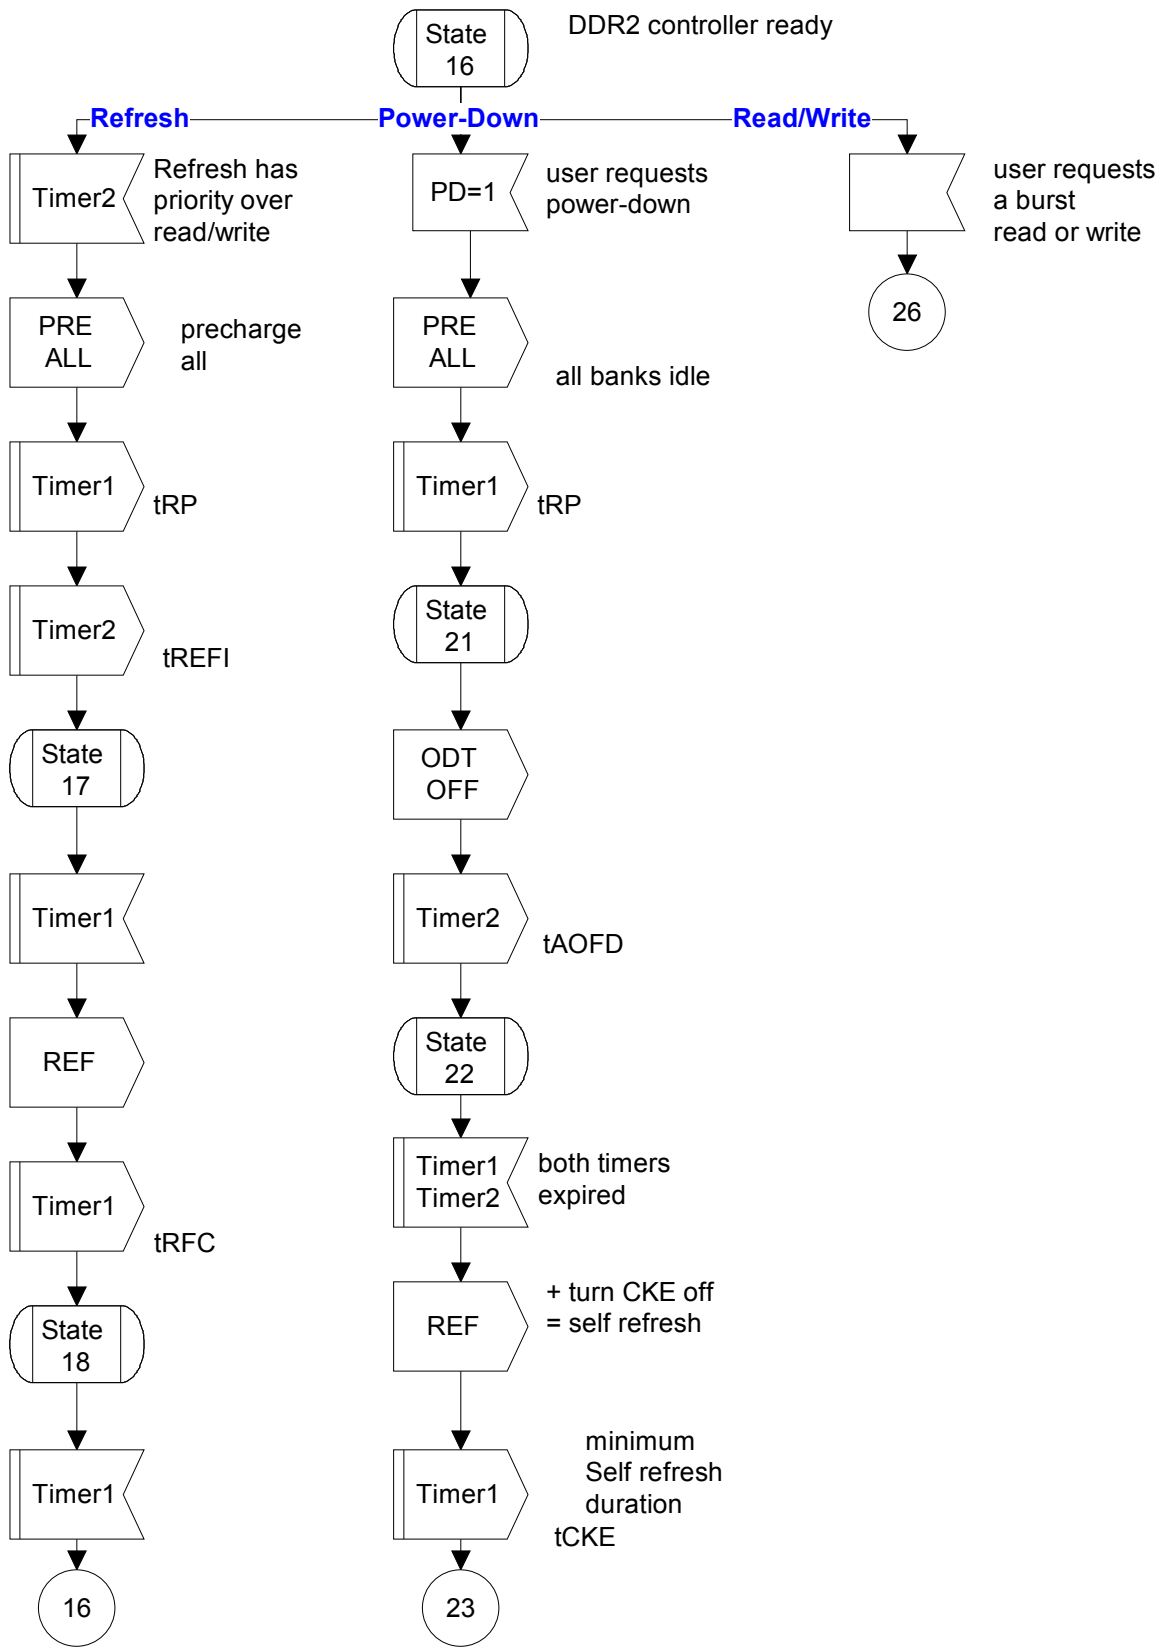 State
16
DDR2 controller ready
Refresh
Power-Down
Read/Write
Timer2
Refresh has
priority over
read/write
PD=1
user requests
power-down
user requests
a burst
read or write
PRE
ALL
precharge
all
PRE
ALL
all banks idle
26
Timer1
tRP
Timer1
tRP
Timer2
tREFI
State
21
State
17
ODT
OFF
Timer1
Timer2
tAOFD
REF
State
22
Timer1
tRFC
Timer1
Timer2
both timers
expired
State
18
REF
+ turn CKE off
= self refresh
Timer1
Timer1
minimum
Self refresh
duration
tCKE
16
23